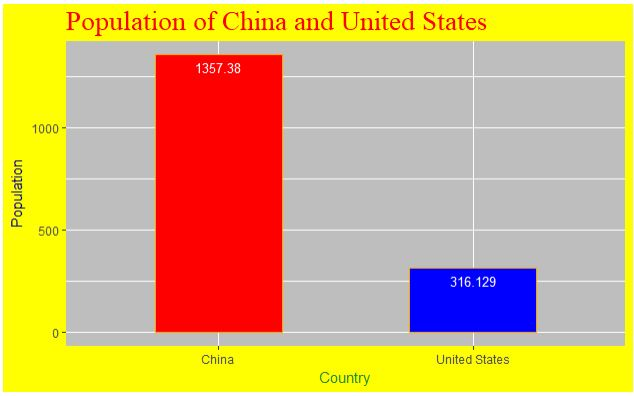 Population of China and United States
1357.38
1000
Population
500
316.129
0
China
United States
Country